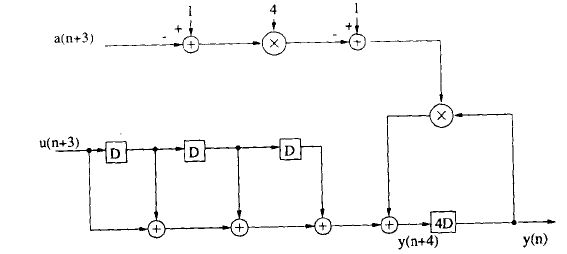 1 4 1
- + × - +
a(n+3)
×
u(n+3) D D D
+ + + + 4D
y(n+4) y(n)